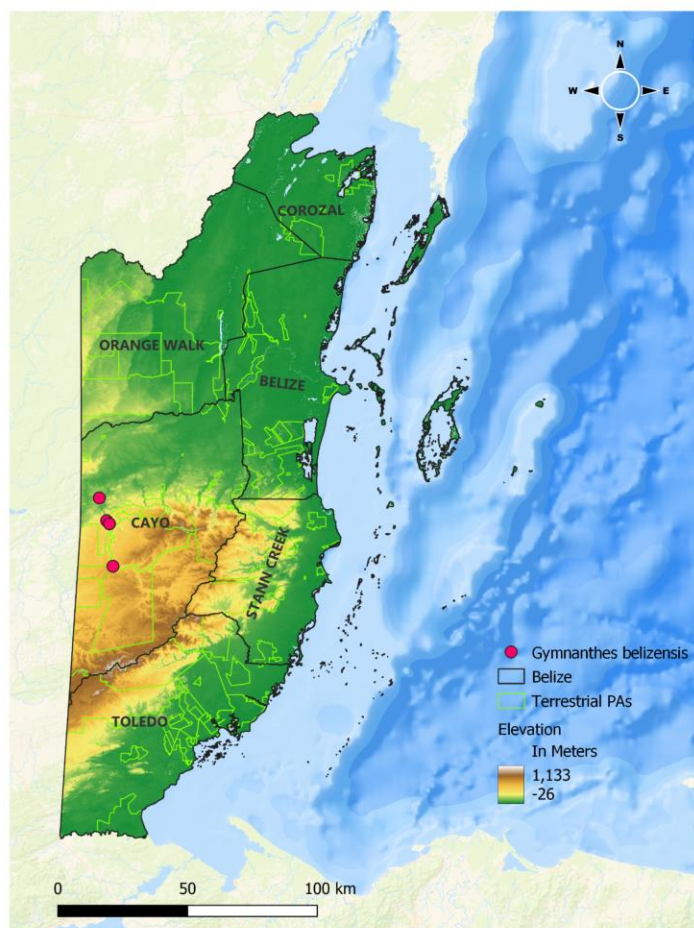 N
W E
S
COROZAL
ORANGE WALK
BELIZE
CAYO
STANN CREEK
TOLEDO
Gymnanthes belizensis
Belize
Terrestrial PAs
Elevation
In Meters
1,133
-26
0 50 100 km